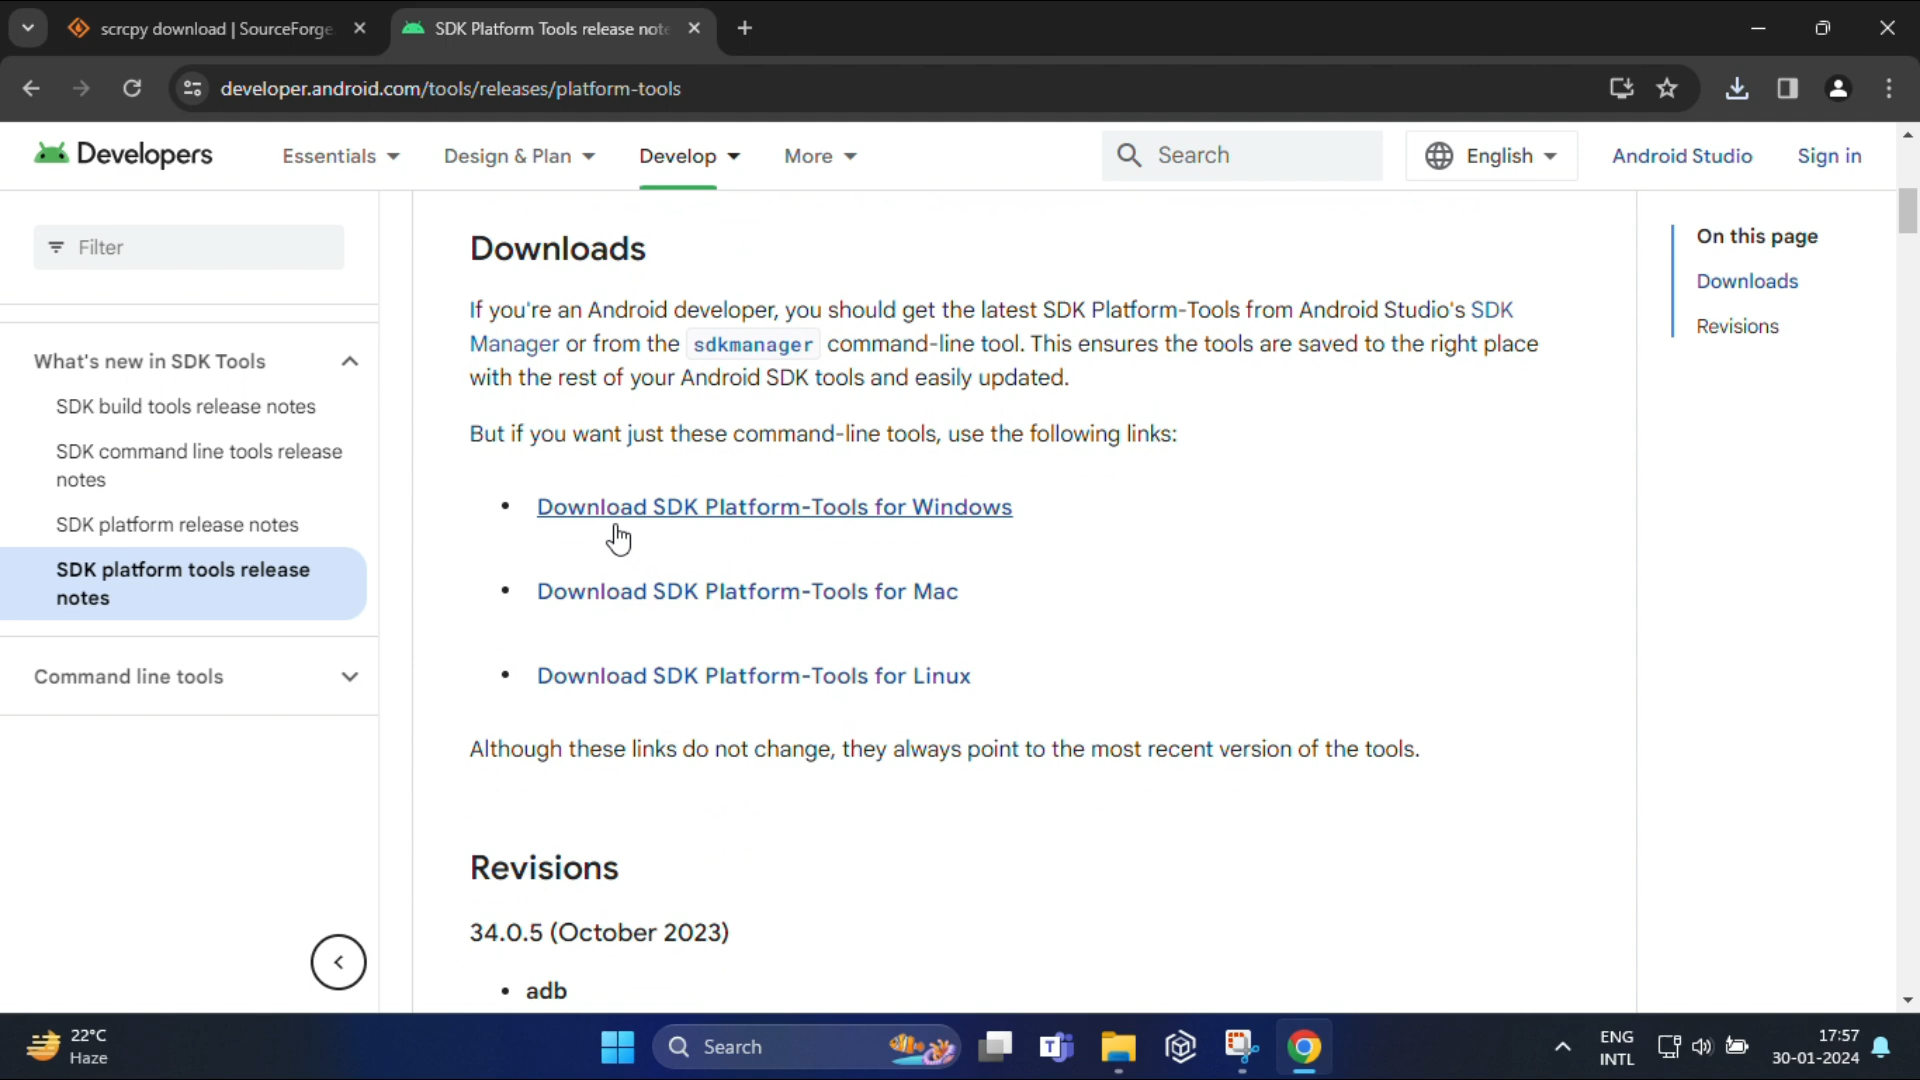 scrcpy download | SourceForge
SDK Platform Tools release note
developer.android.com/tools/releases/platform-tools
Developers
Essentials
Design & Plan
Develop
More
Search
English
Android Studio
Sign in
Filter
What's new in SDK Tools
SDK build tools release notes
SDK command line tools release
notes
SDK platform release notes
SDK platform tools release
notes
Command line tools
Downloads
If you're an Android developer, you should get the latest SDK Platform-Tools from Android Studio's SDK
Manager or from the sdkmanager command-line tool. This ensures the tools are saved to the right place
with the rest of your Android SDK tools and easily updated.
But if you want just these command-line tools, use the following links:
• Download SDK Platform-Tools for Windows
• Download SDK Platform-Tools for Mac
• Download SDK Platform-Tools for Linux
Although these links do not change, they always point to the most recent version of the tools.
Revisions
34.0.5 (October 2023)
• adb
On this page
Downloads
Revisions
22°C
Haze
Search
ENG
INTL
17:57
30-01-2024